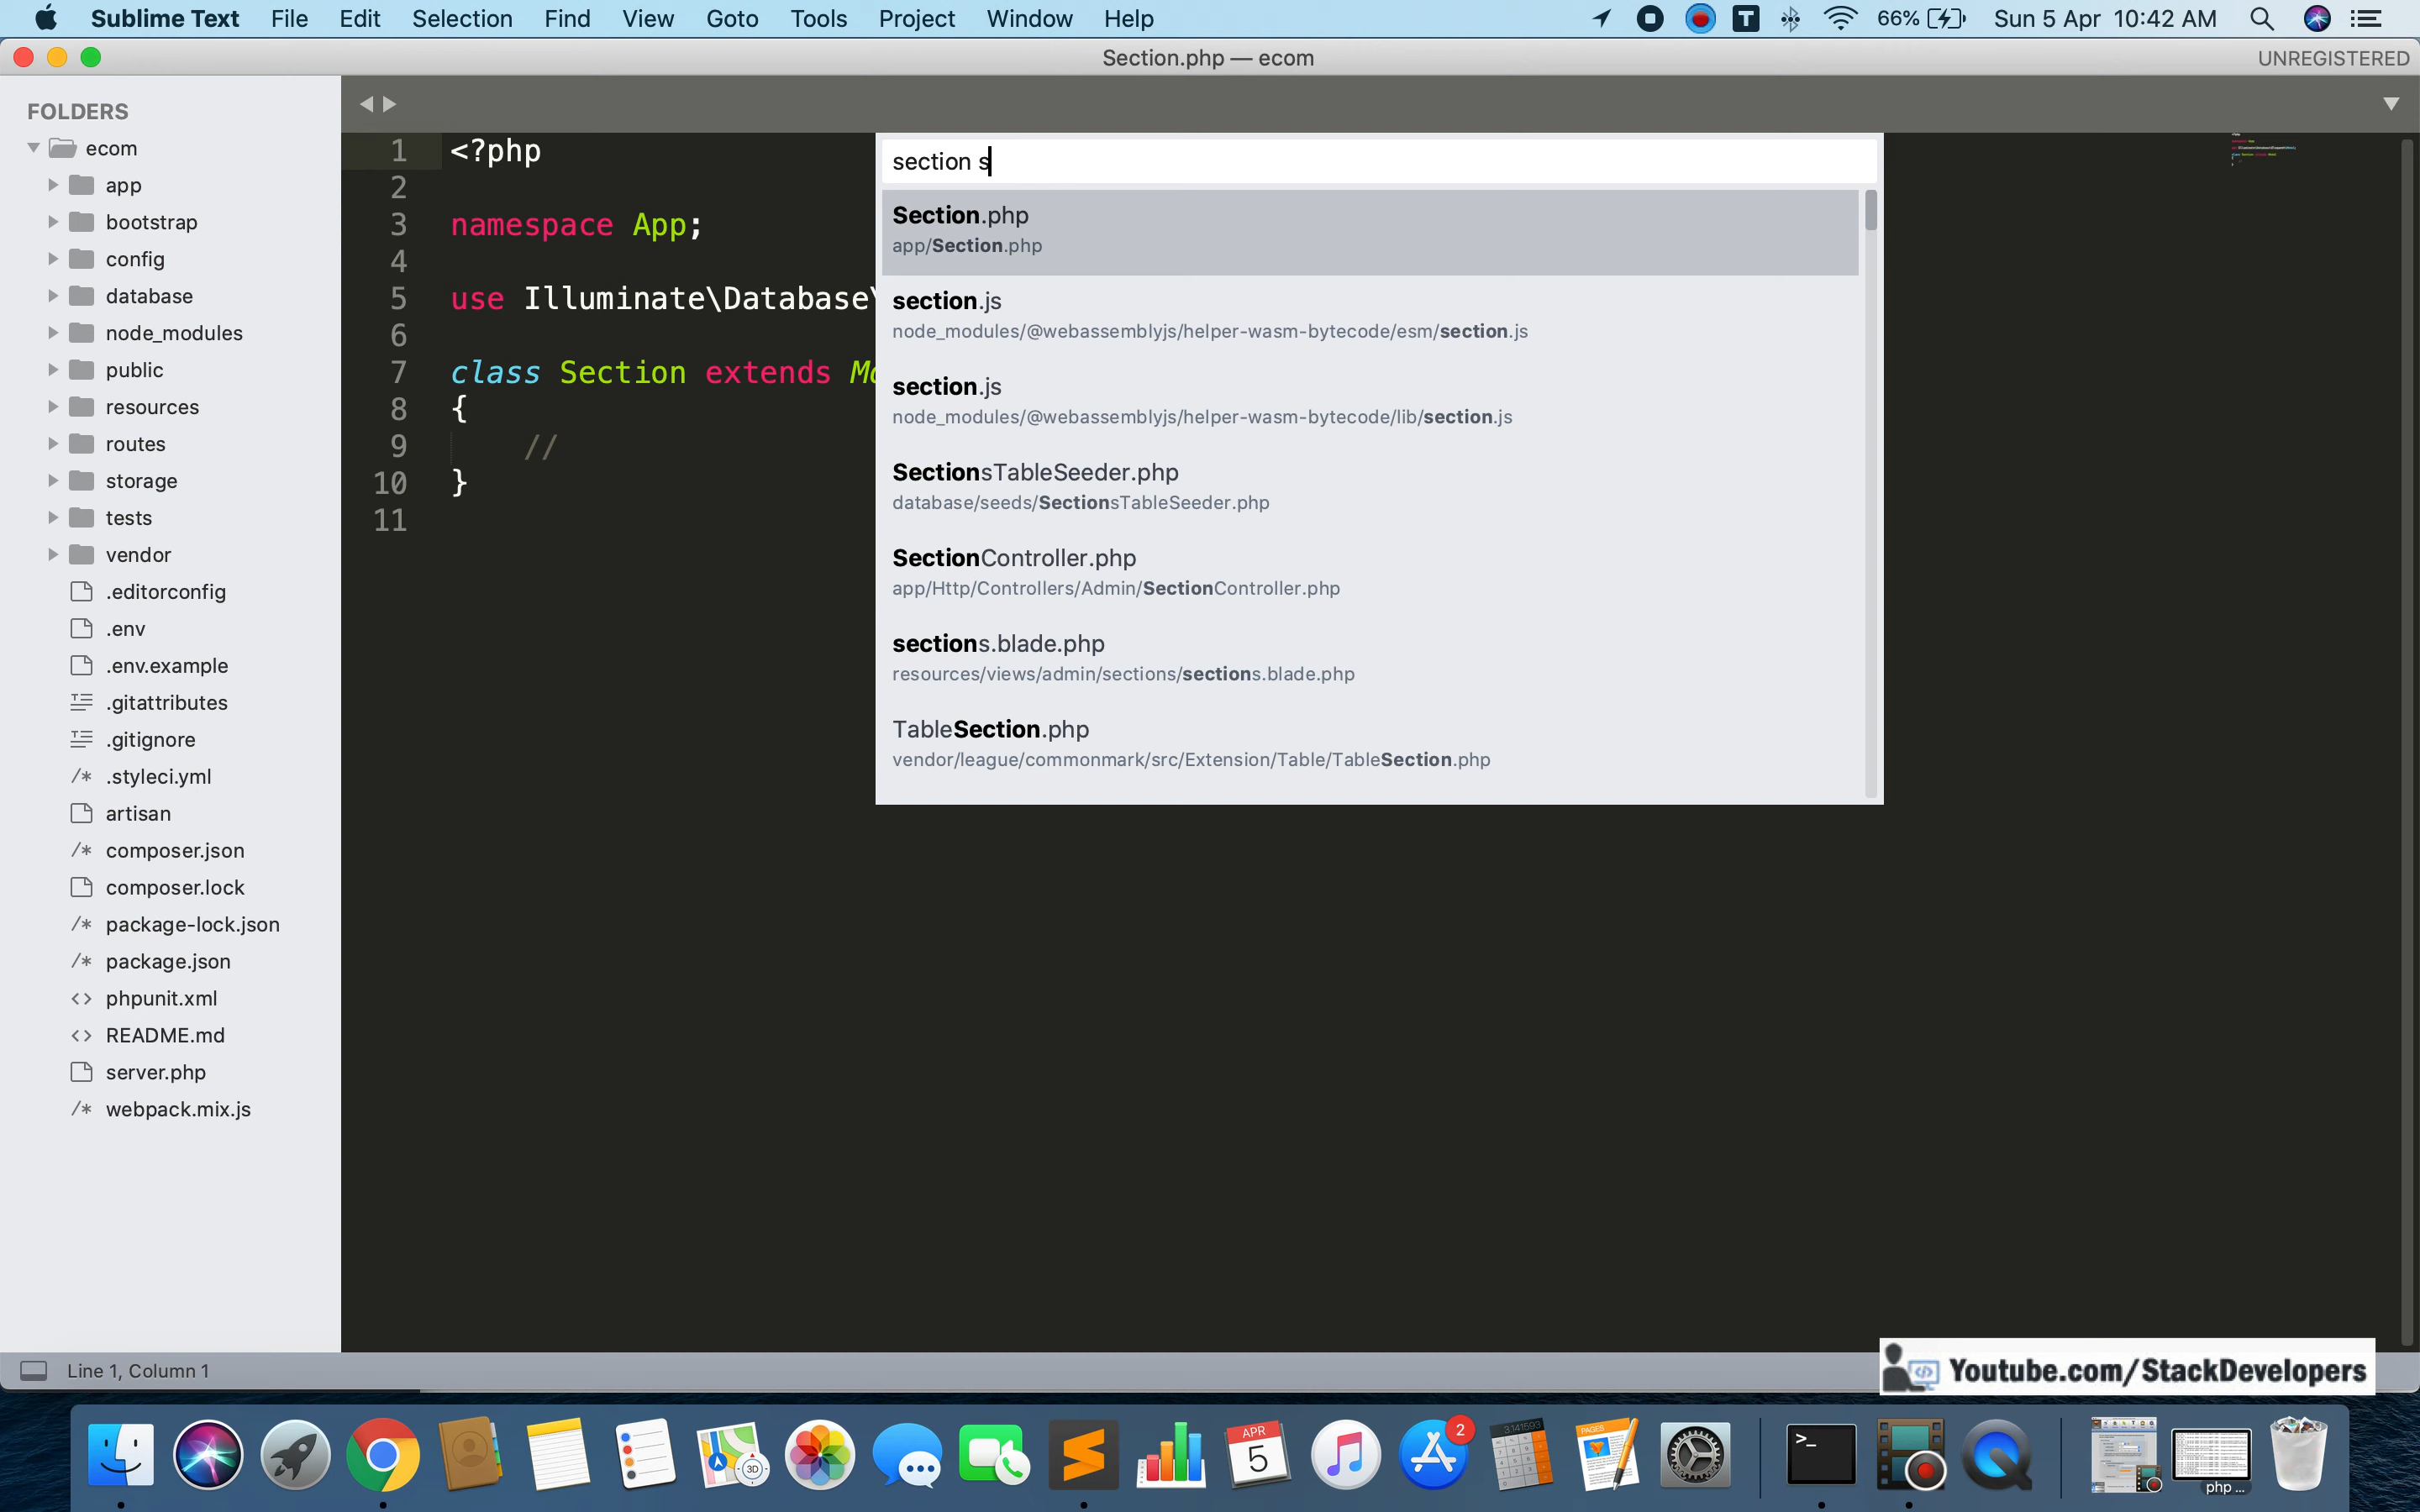 Sublime Text File Edit Selection Find View Goto Tools Project Window Help 66% Sun 5 Apr 10:42 AM
Section.php — ecom UNREGISTERED
FOLDERS
ecom
app
bootstrap
config
database
node_modules
public
resources
routes
storage
tests
vendor
.editorconfig
.env
.env.example
.gitattributes
.gitignore
/* .styleci.yml
artisan
/* composer.json
composer.lock
/* package-lock.json
/* package.json
<> phpunit.xml
<> README.md
server.php
/* webpack.mix.js
1 <?php
2
3 namespace App;
4
5 use Illuminate\Database\
6
7 class Section extends Mo
8 {
9 //
10 }
11
section s
Section.php
app/Section.php
section.js
node_modules/@webassemblyjs/helper-wasm-bytecode/esm/section.js
section.js
node_modules/@webassemblyjs/helper-wasm-bytecode/lib/section.js
SectionsTableSeeder.php
database/seeds/SectionsTableSeeder.php
SectionController.php
app/Http/Controllers/Admin/SectionController.php
sections.blade.php
resources/views/admin/sections/sections.blade.php
TableSection.php
vendor/league/commonmark/src/Extension/Table/TableSection.php
Line 1, Column 1
Youtube.com/StackDevelopers
3D
APR
5
2
3.141593
PAGES
>_
php ...